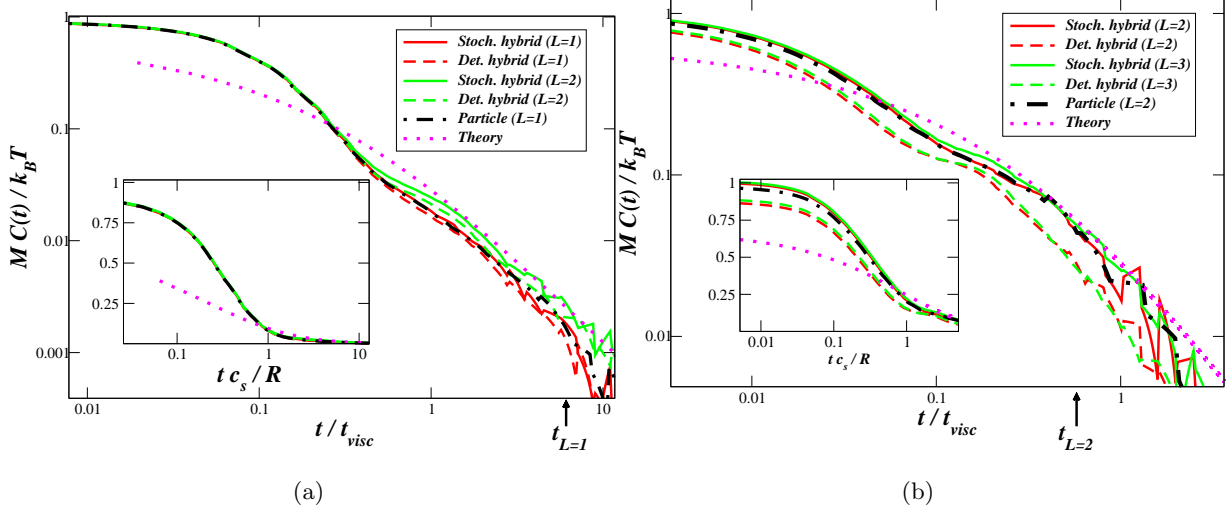 1
0.1
0.01
0.001
M C(t) / k_B T
Stoch. hybrid (L=1)
Det. hybrid (L=1)
Stoch. hybrid (L=2)
Det. hybrid (L=2)
Particle (L=1)
Theory
1
0.75
0.5
0.25
0.1
1
10
t c_s / R
0.01
0.1
1
10
t / t_visc
t_L=1
(a)
1
0.1
0.01
M C(t) / k_B T
Stoch. hybrid (L=2)
Det. hybrid (L=2)
Stoch. hybrid (L=3)
Det. hybrid (L=3)
Particle (L=2)
Theory
1
0.75
0.5
0.25
0.01
0.1
1
t c_s / R
0.01
0.1
1
t / t_visc
t_L=2
(b)